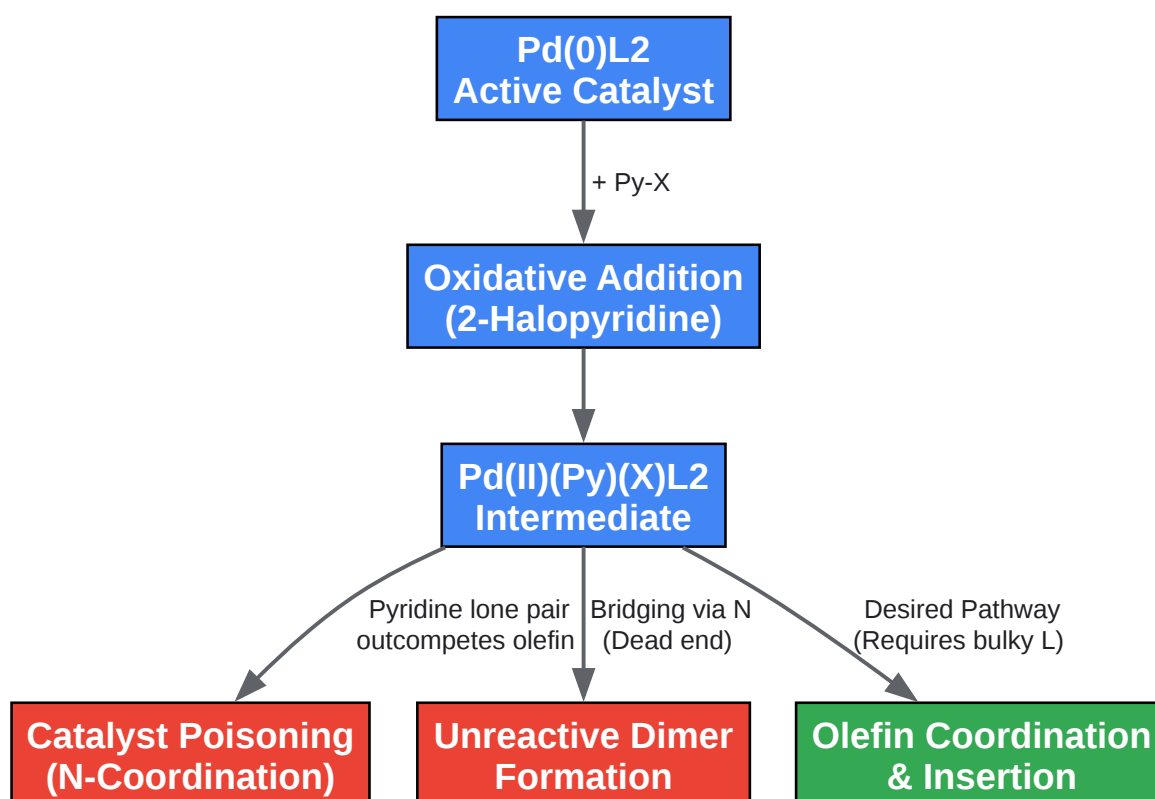 Pd(0)L2
Active Catalyst
+ Py-X
Oxidative Addition
(2-Halopyridine)
Pd(II)(Py)(X)L2
Intermediate
Pyridine lone pair
outcompetes olefin
Bridging via N
(Dead end)
Desired Pathway
(Requires bulky L)
Catalyst Poisoning
(N-Coordination)
Unreactive Dimer
Formation
Olefin Coordination
& Insertion